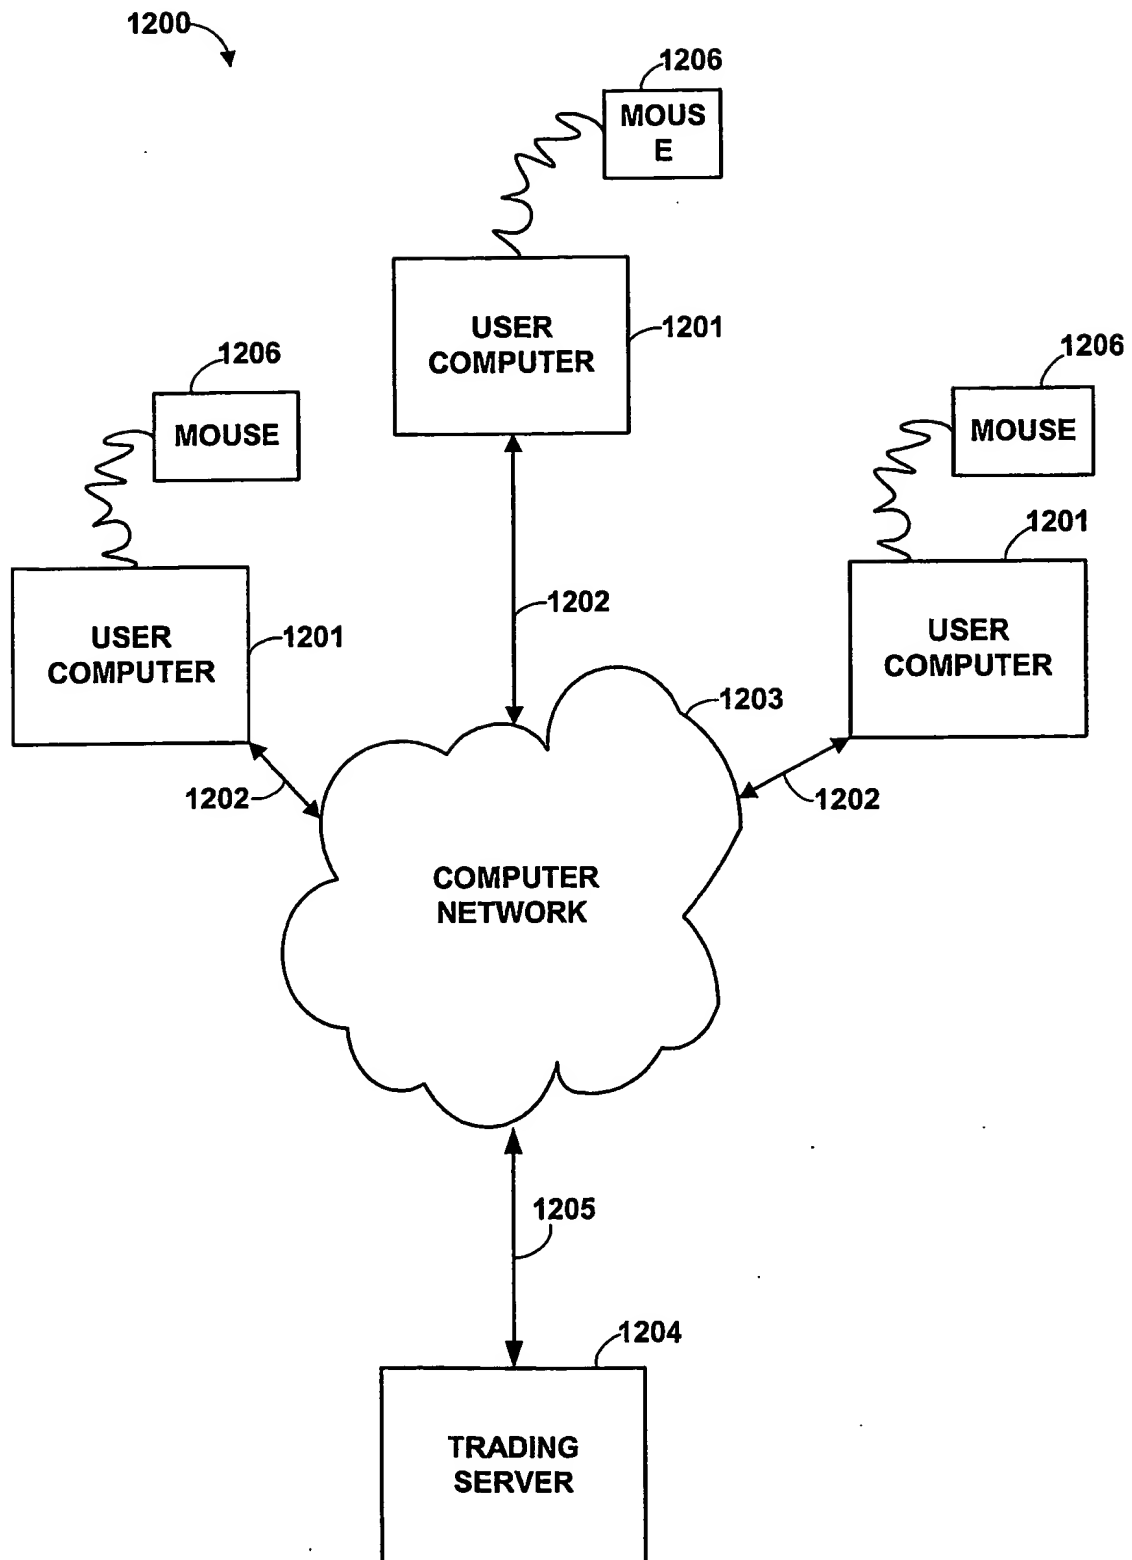 1200
1206
MOUS
E
USER
COMPUTER
1201
1206
MOUSE
1206
MOUSE
1201
USER
COMPUTER
1201
USER
COMPUTER
1202
1203
1202
1202
COMPUTER
NETWORK
1205
1204
TRADING
SERVER